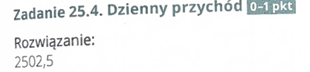 Zadanie 25.4. Dzienny przychód 0–1 pkt
Rozwiązanie:
2502,5